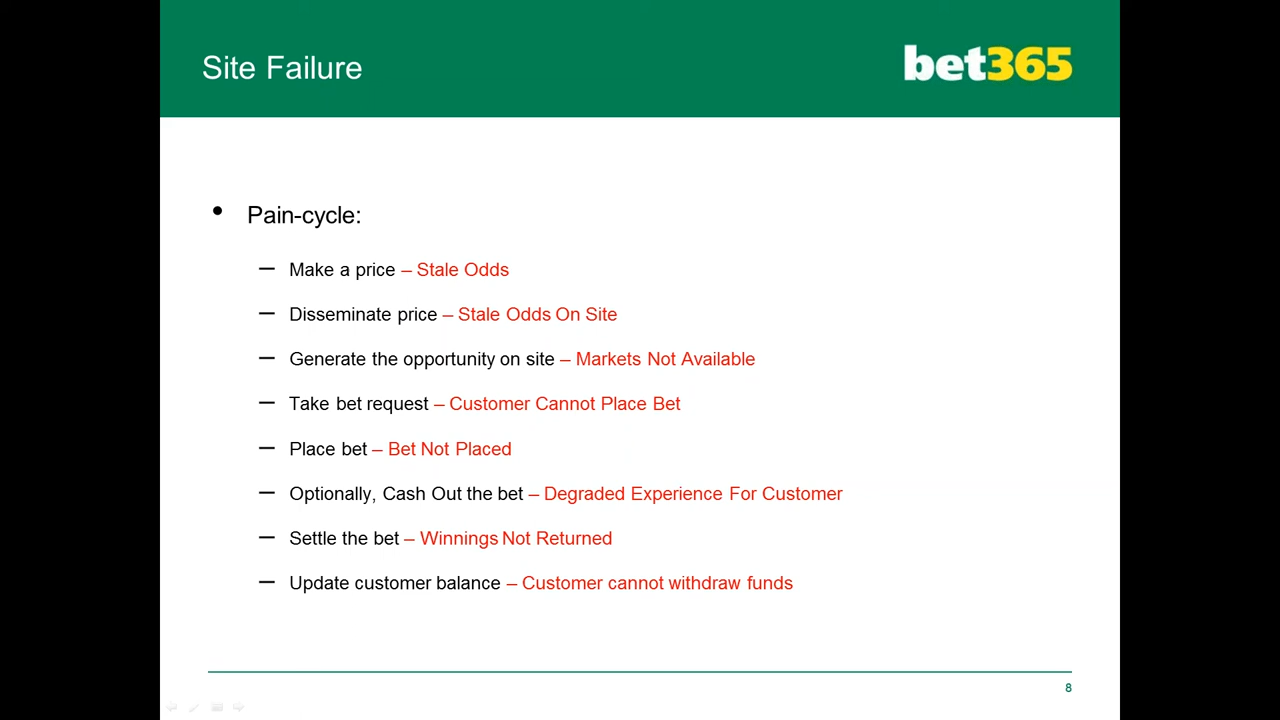 Site Failure
bet365
• Pain-cycle:
– Make a price – Stale Odds
– Disseminate price – Stale Odds On Site
– Generate the opportunity on site – Markets Not Available
– Take bet request – Customer Cannot Place Bet
– Place bet – Bet Not Placed
– Optionally, Cash Out the bet – Degraded Experience For Customer
– Settle the bet – Winnings Not Returned
– Update customer balance – Customer cannot withdraw funds
8